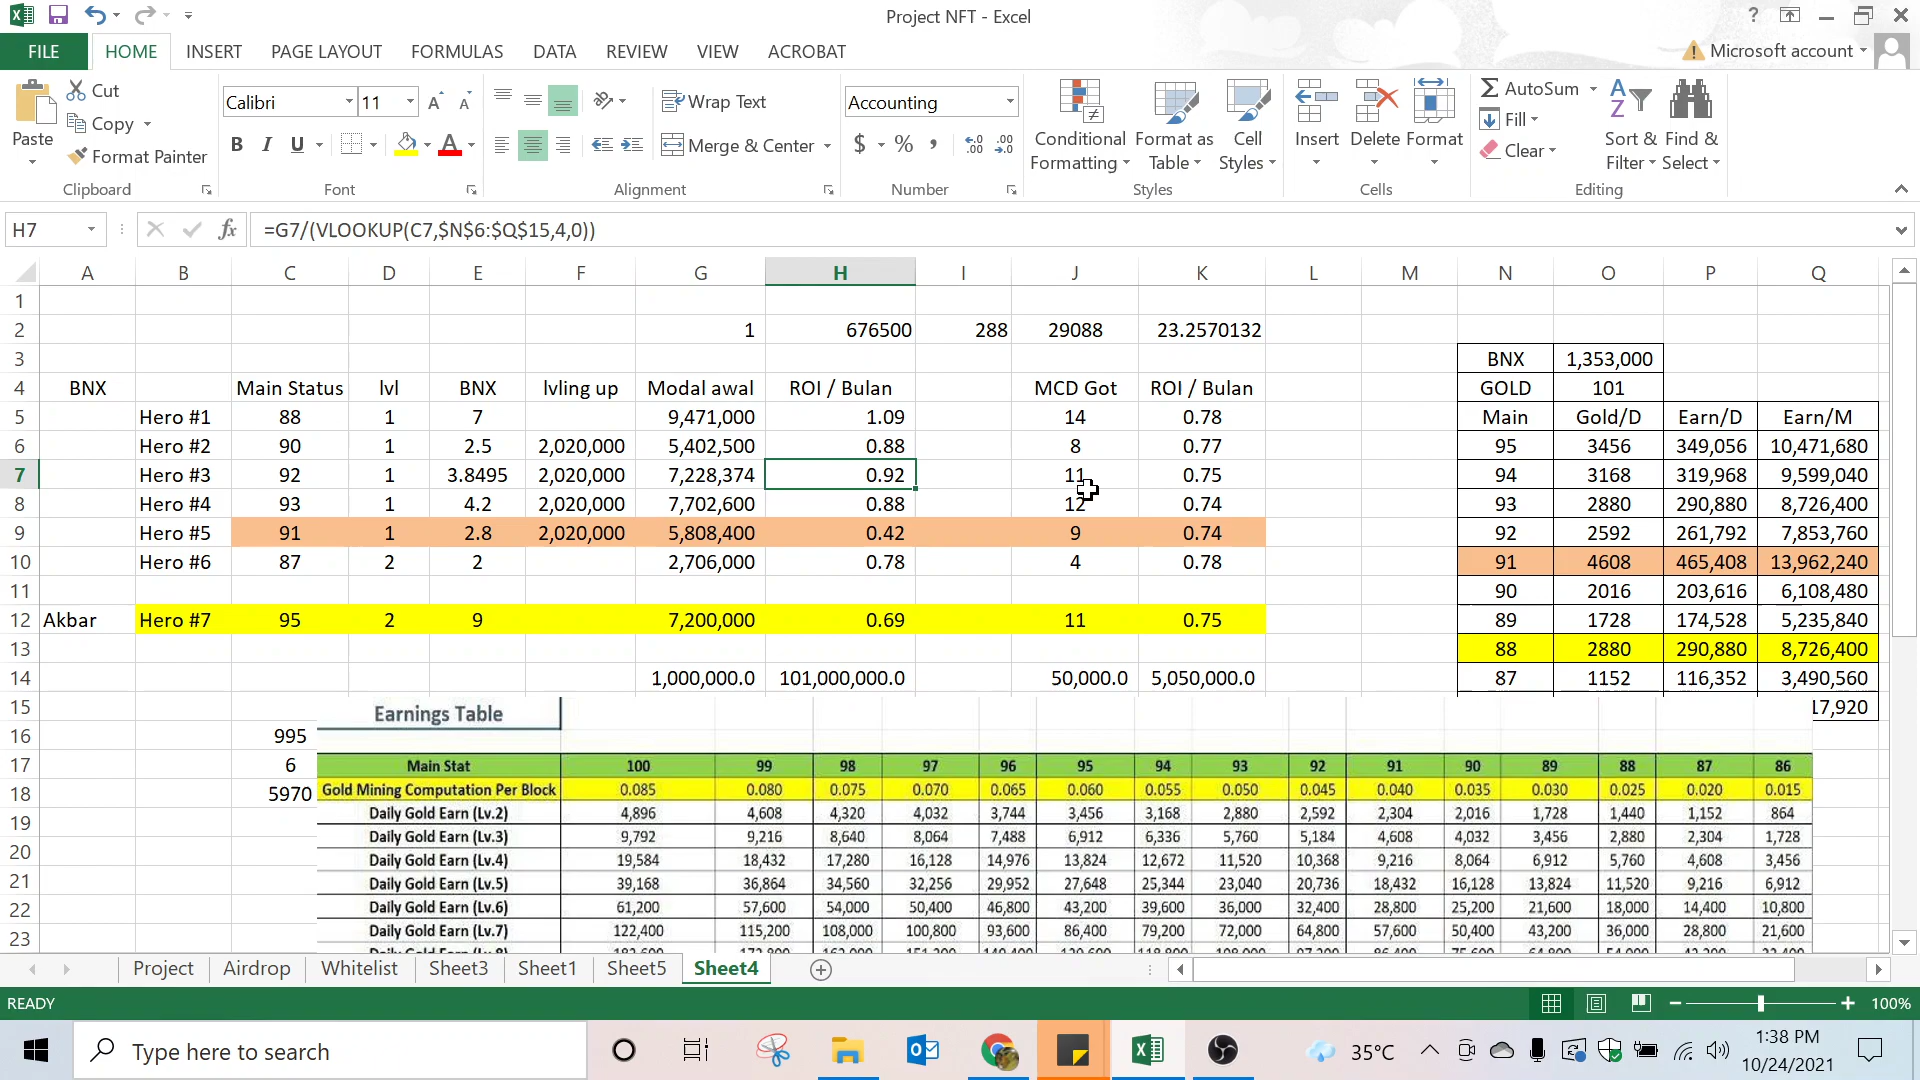 Project NFT - Excel
?
FILE HOME INSERT PAGE LAYOUT FORMULAS DATA REVIEW VIEW ACROBAT Microsoft account
Paste Cut Copy Format Painter Clipboard
Calibri 11 A A B I U A Font
Wrap Text Merge & Center Alignment
Accounting $ % , Number
Conditional Formatting Format as Table Cell Styles Styles
Insert Delete Format Cells
AutoSum Fill Clear Sort & Filter Find & Select Editing
H7 fx =G7/(VLOOKUP(C7,$N$6:$Q$15,4,0))
A B C D E F G H I J K L M N O P Q
1
2 1 676500 288 29088 23.2570132
3 BNX 1,353,000
4 BNX Main Status lvl BNX lvling up Modal awal ROI / Bulan MCD Got ROI / Bulan GOLD 101
5 Hero #1 88 1 7 9,471,000 1.09 14 0.78 Main Gold/D Earn/D Earn/M
6 Hero #2 90 1 2.5 2,020,000 5,402,500 0.88 8 0.77 95 3456 349,056 10,471,680
7 Hero #3 92 1 3.8495 2,020,000 7,228,374 0.92 11 0.75 94 3168 319,968 9,599,040
8 Hero #4 93 1 4.2 2,020,000 7,702,600 0.88 12 0.74 93 2880 290,880 8,726,400
9 Hero #5 91 1 2.8 2,020,000 5,808,400 0.42 9 0.74 92 2592 261,792 7,853,760
10 Hero #6 87 2 2 2,706,000 0.78 4 0.78 91 4608 465,408 13,962,240
11 90 2016 203,616 6,108,480
12 Akbar Hero #7 95 2 9 7,200,000 0.69 11 0.75 89 1728 174,528 5,235,840
13 88 2880 290,880 8,726,400
14 1,000,000.0 101,000,000.0 50,000.0 5,050,000.0 87 1152 116,352 3,490,560
15 Earnings Table 17,920
16 995
17 6 Main Stat 100 99 98 97 96 95 94 93 92 91 90 89 88 87 86
18 5970 Gold Mining Computation Per Block 0.085 0.080 0.075 0.070 0.065 0.060 0.055 0.050 0.045 0.040 0.035 0.030 0.025 0.020 0.015
19 Daily Gold Earn (Lv.2) 4,896 4,608 4,320 4,032 3,744 3,456 3,168 2,880 2,592 2,304 2,016 1,728 1,440 1,152 864
20 Daily Gold Earn (Lv.3) 9,792 9,216 8,640 8,064 7,488 6,912 6,336 5,760 5,184 4,608 4,032 3,456 2,880 2,304 1,728
Daily Gold Earn (Lv.4) 19,584 18,432 17,280 16,128 14,976 13,824 12,672 11,520 10,368 9,216 8,064 6,912 5,760 4,608 3,456
21 Daily Gold Earn (Lv.5) 39,168 36,864 34,560 32,256 29,952 27,648 25,344 23,040 20,736 18,432 16,128 13,824 11,520 9,216 6,912
22 Daily Gold Earn (Lv.6) 61,200 57,600 54,000 50,400 46,800 43,200 39,600 36,000 32,400 28,800 25,200 21,600 18,000 14,400 10,800
23 Daily Gold Earn (Lv.7) 122,400 115,200 108,000 100,800 93,600 86,400 79,200 72,000 64,800 57,600 50,400 43,200 36,000 28,800 21,600
Project Airdrop Whitelist Sheet3 Sheet1 Sheet5 Sheet4
READY 100%
Type here to search 35°C 1:38 PM
10/24/2021